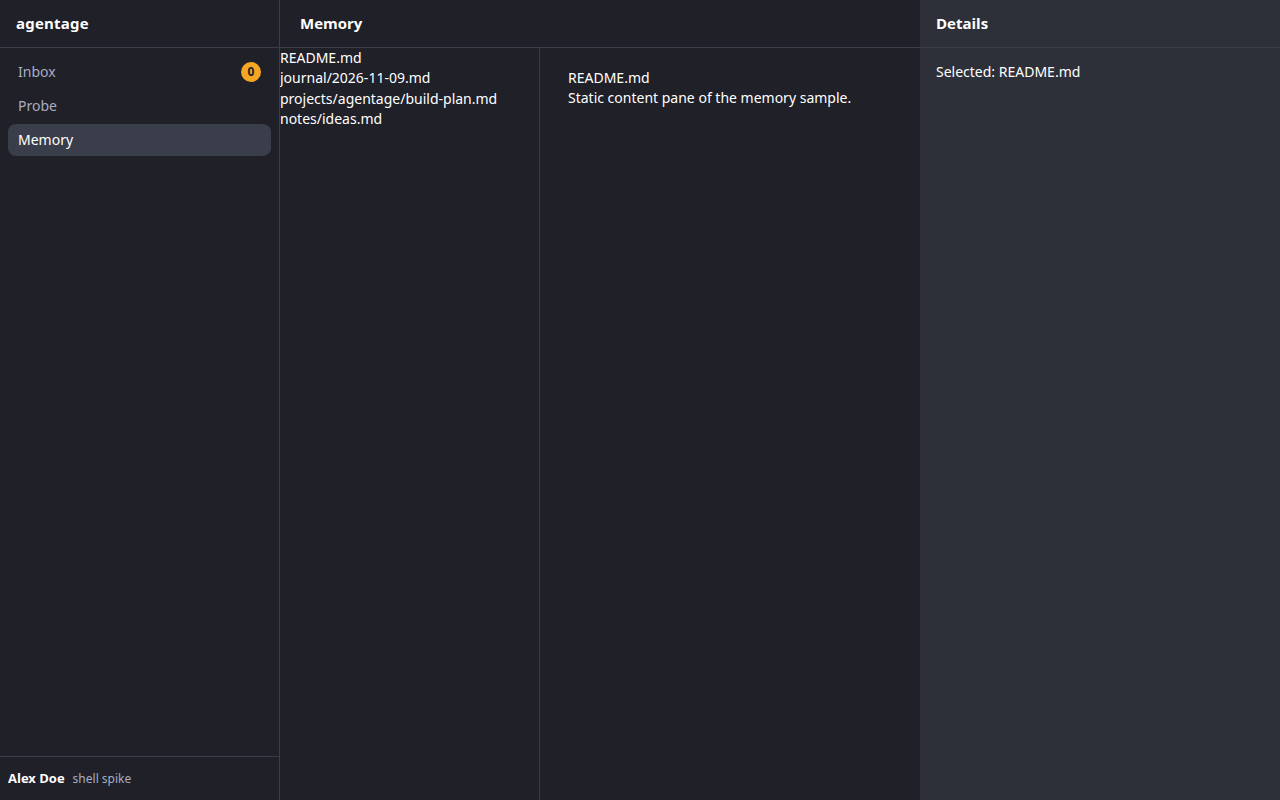 agentage
Inbox
0
Probe
Memory
Alex Doe shell spike
Memory
README.md
journal/2026-11-09.md
projects/agentage/build-plan.md
notes/ideas.md
README.md
Static content pane of the memory sample.
Details
Selected: README.md